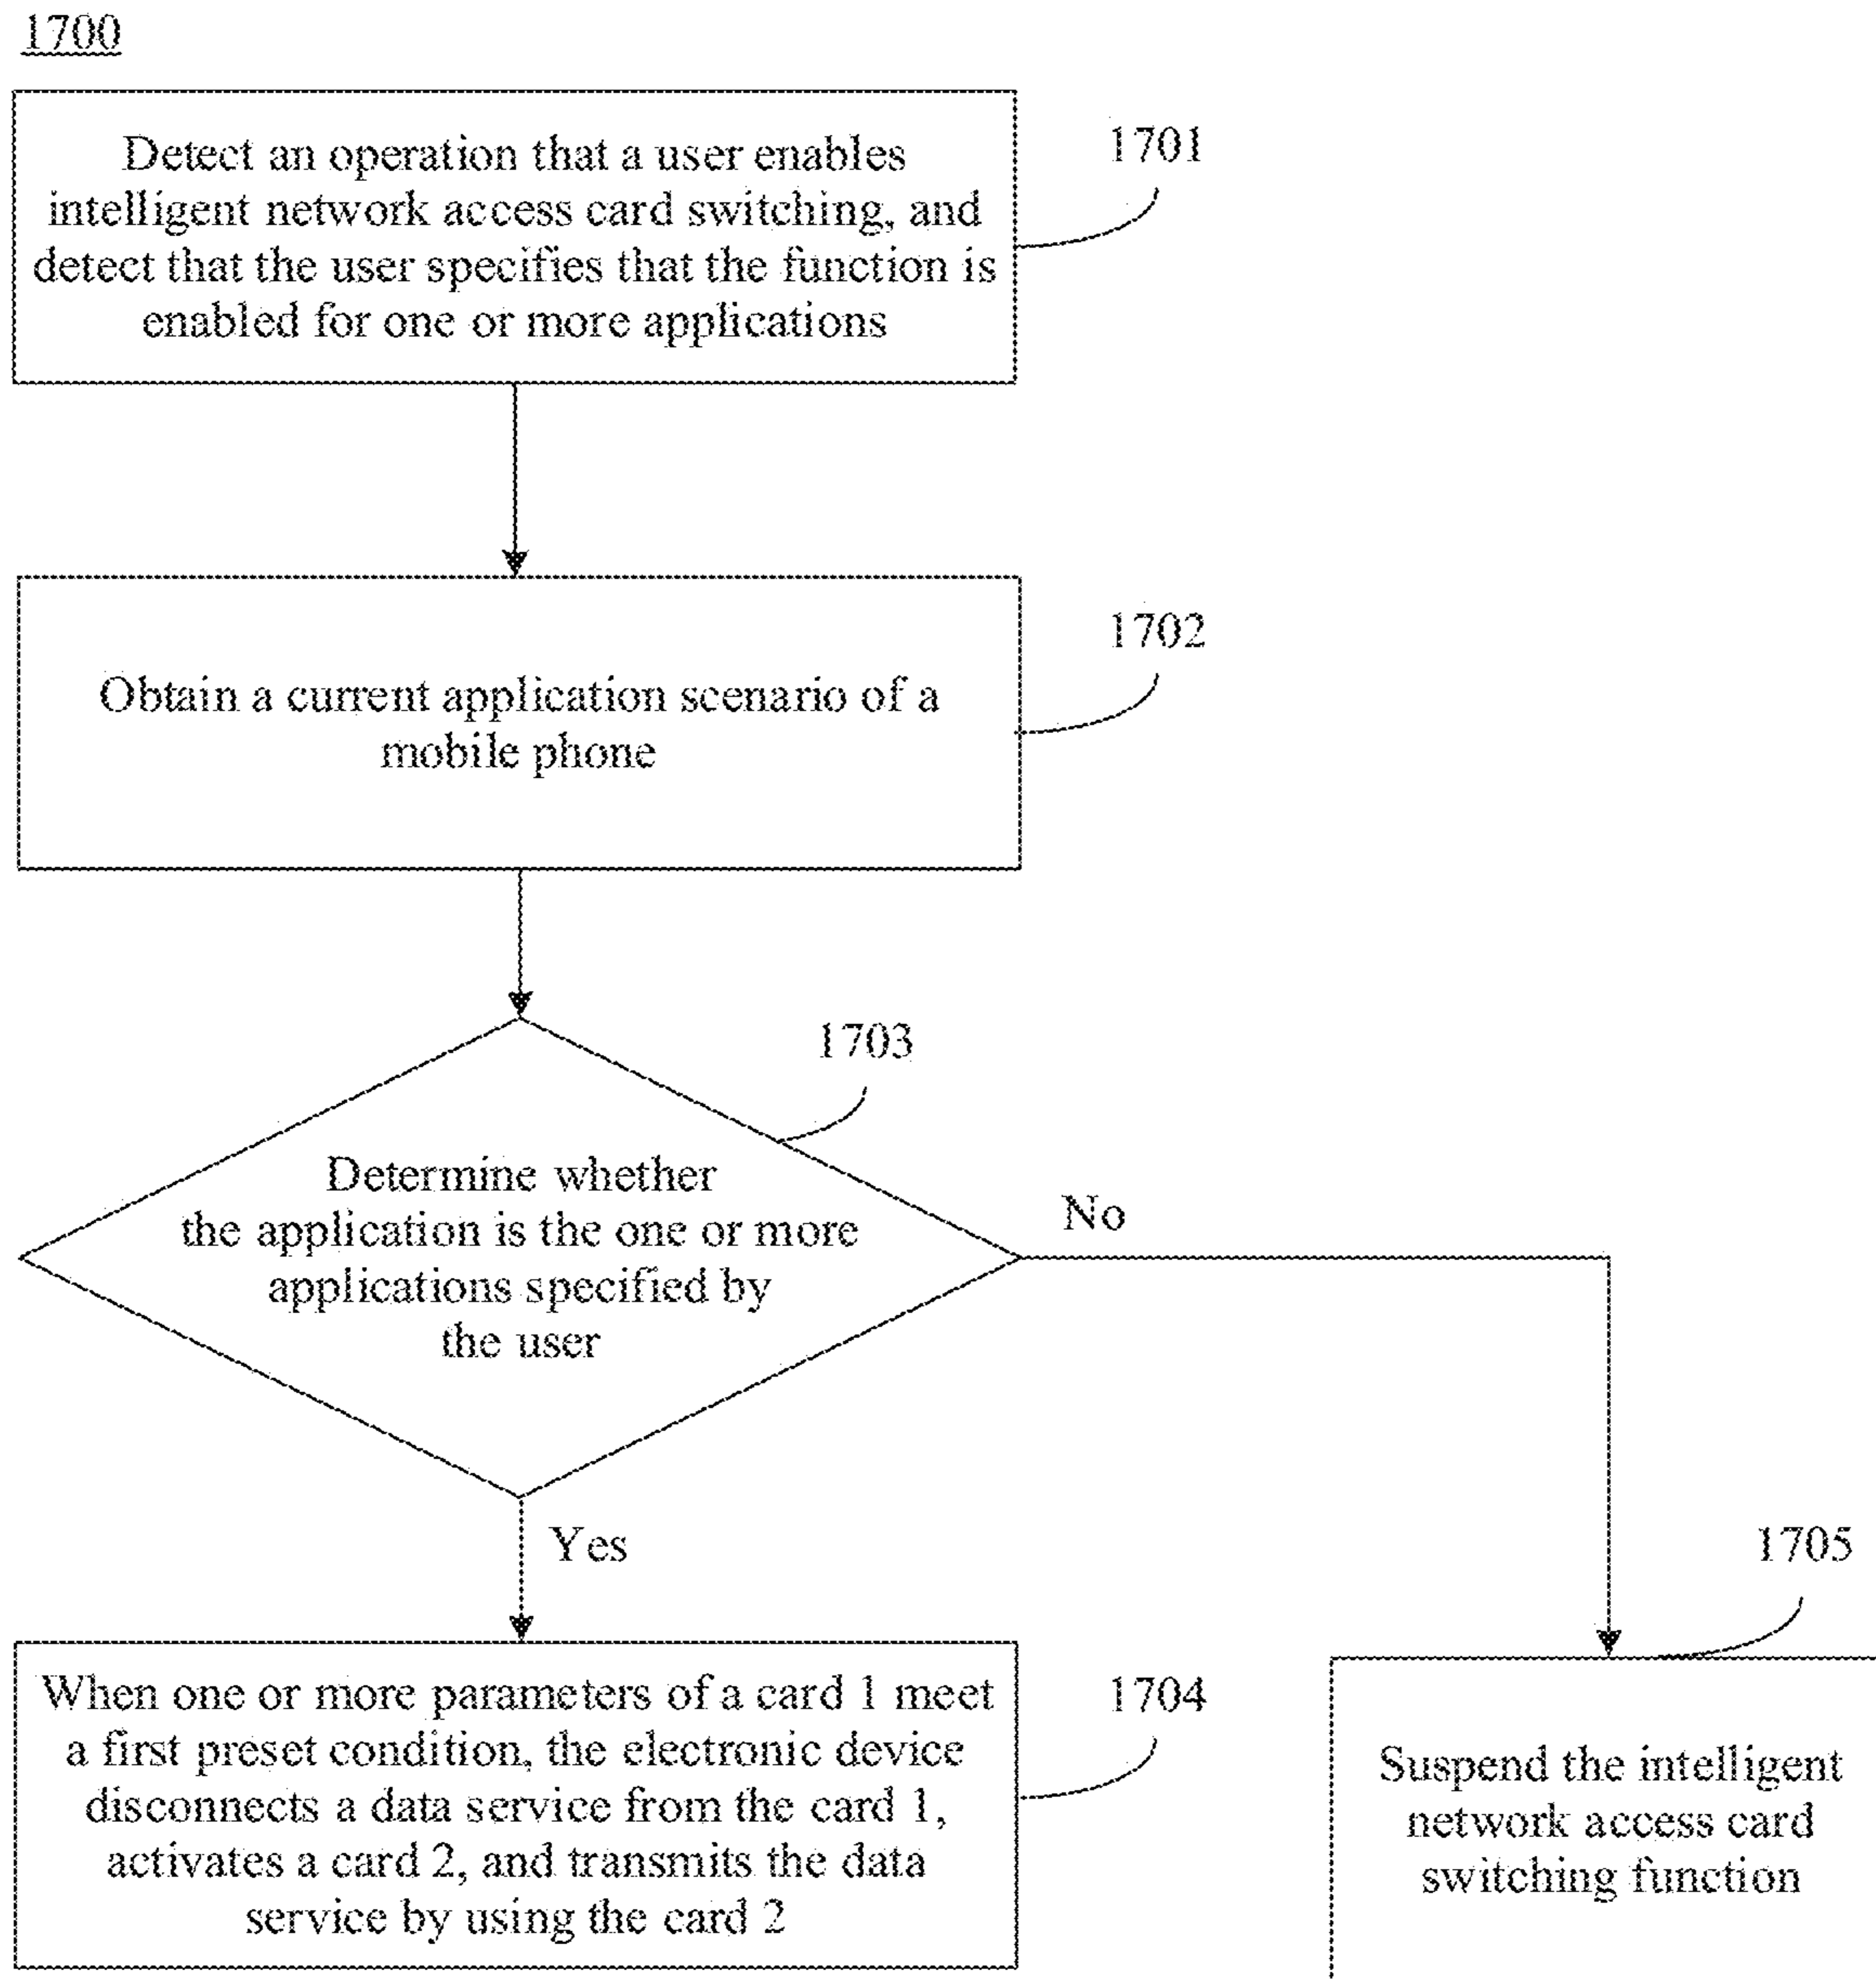 1700
Detect an operation that a user enables
intelligent network access card switching, and
detect that the user specifies that the function is
enabled for one or more applications
1701
Obtain a current application scenario of a
mobile phone
1702
1703
Determine whether
the application is the one or more
applications specified by
the user
No
Yes
When one or more parameters of a card 1 meet
a first preset condition, the electronic device
disconnects a data service from the card 1,
activates a card 2, and transmits the data
service by using the card 2
1704
1705
Suspend the intelligent
network access card
switching function